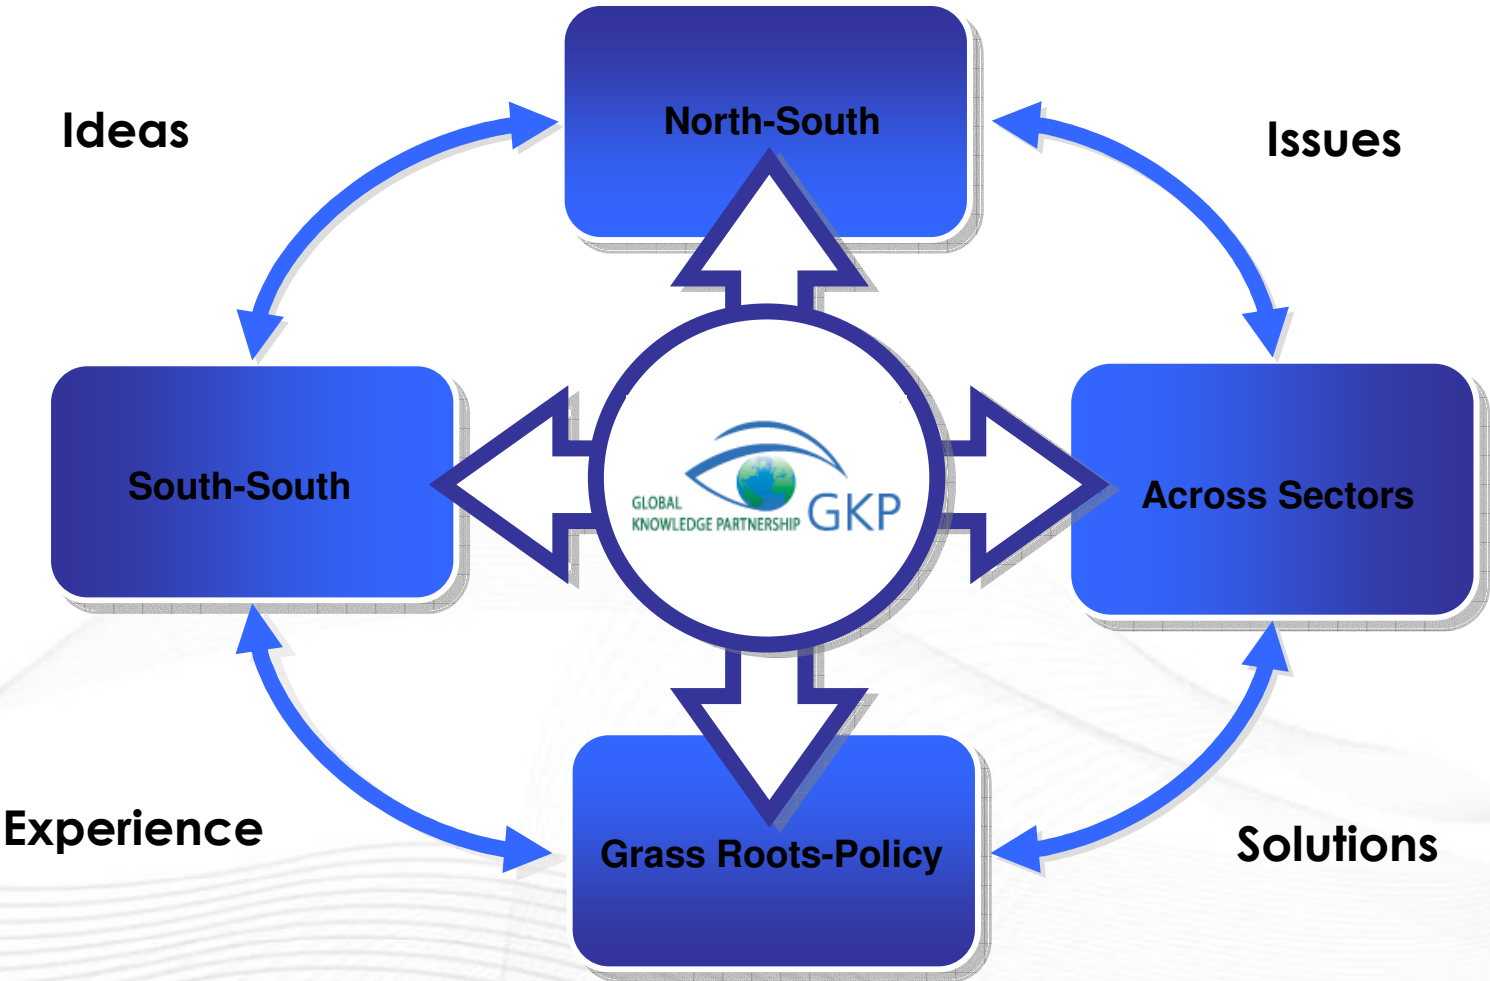 North-South
Ideas
Issues
South-South
GLOBAL
KNOWLEDGE PARTNERSHIP GKP
Across Sectors
Experience
Grass Roots-Policy
Solutions